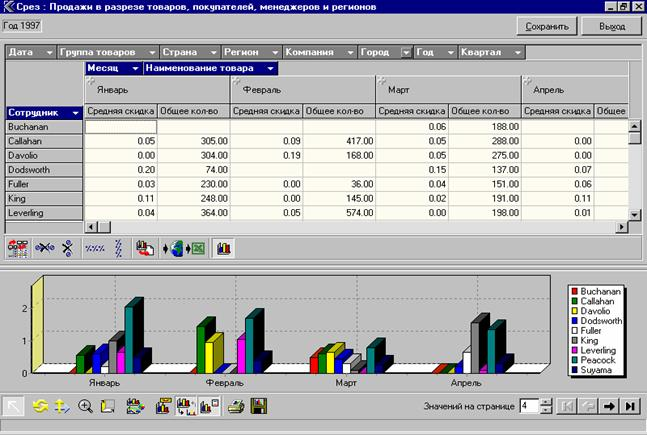 Срез : Продажи в разрезе товаров, покупателей, менеджеров и регионов
Год 1997 Сохранить Выход
Дата Группа товаров Страна Регион Компания Город Год Квартал
Месяц Наименование товара
Январь Февраль Март Апрель
Сотрудник Средняя скидка Общее кол-во Средняя скидка Общее кол-во Средняя скидка Общее кол-во Средняя скидка Общее
Buchanan 0.06 188.00
Callahan 0.05 305.00 0.09 417.00 0.05 288.00 0.00
Davolio 0.00 304.00 0.19 168.00 0.05 275.00 0.00
Dodsworth 0.20 74.00 0.15 137.00 0.07
Fuller 0.03 230.00 0.00 36.00 0.04 151.00 0.06
King 0.11 248.00 0.00 145.00 0.02 191.00 0.11
Leverling 0.04 364.00 0.05 574.00 0.00 198.00 0.01
2
1
0
Январь Февраль Март Апрель
Buchanan
Callahan
Davolio
Dodsworth
Fuller
King
Leverling
Peacock
Suyama
Значений на странице 4